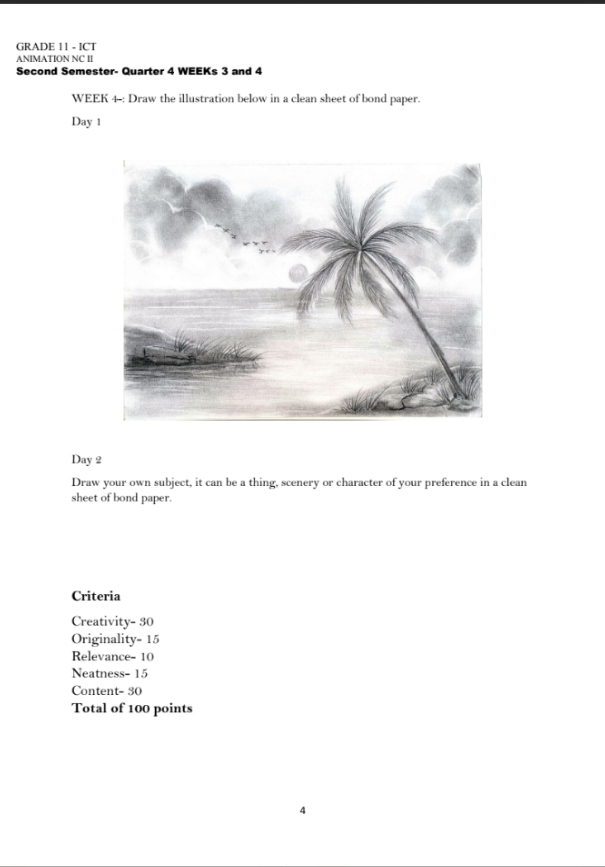 GRADE 11 - ICT
ANIMATION NC II
Second Semester- Quarter 4 WEEKs 3 and 4
WEEK 4-: Draw the illustration below in a clean sheet of bond paper.
Day 1
Day 2
Draw your own subject, it can be a thing, scenery or character of your preference in a clean
sheet of bond paper.
Criteria
Creativity- 30
Originality- 15
Relevance- 10
Neatness- 15
Content- 30
Total of 100 points
4